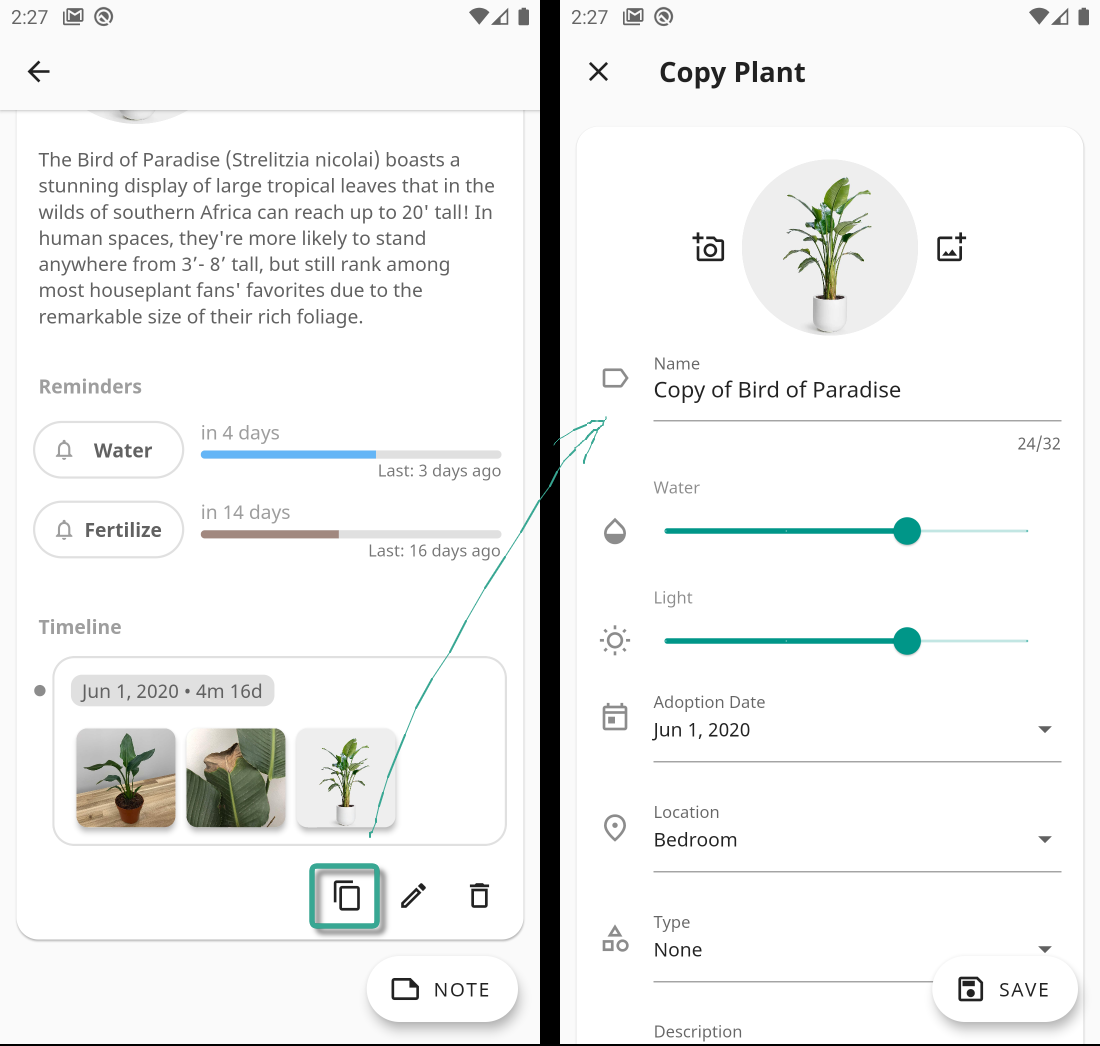 2:27
The Bird of Paradise (Strelitzia nicolai) boasts a
stunning display of large tropical leaves that in the
wilds of southern Africa can reach up to 20' tall! In
human spaces, they're more likely to stand
anywhere from 3’- 8’ tall, but still rank among
most houseplant fans' favorites due to the
remarkable size of their rich foliage.
Reminders
Water
in 4 days
Last: 3 days ago
Fertilize
in 14 days
Last: 16 days ago
Timeline
Jun 1, 2020 • 4m 16d
NOTE
2:27
Copy Plant
Name
Copy of Bird of Paradise
24/32
Water
Light
Adoption Date
Jun 1, 2020
Location
Bedroom
Type
None
SAVE
Description